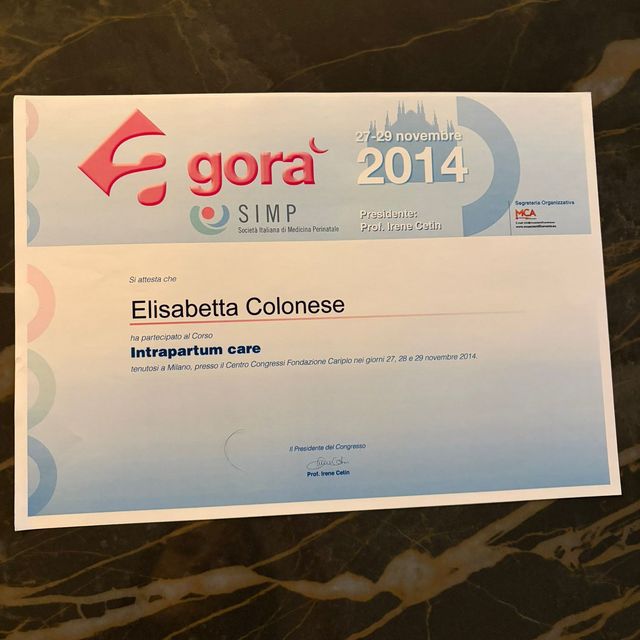 Agorà
27-29 novembre
2014
SIMP
Società Italiana di Medicina Perinatale
Presidente:
Prof. Irene Cetin
Segreteria Organizzativa
MCA
Si attesta che
Elisabetta Colonese
ha partecipato al Corso
Intrapartum care
tenutosi a Milano, presso il Centro Congressi Fondazione Cariplo nei giorni 27, 28 e 29 novembre 2014.
Il Presidente del Congresso
Prof. Irene Cetin